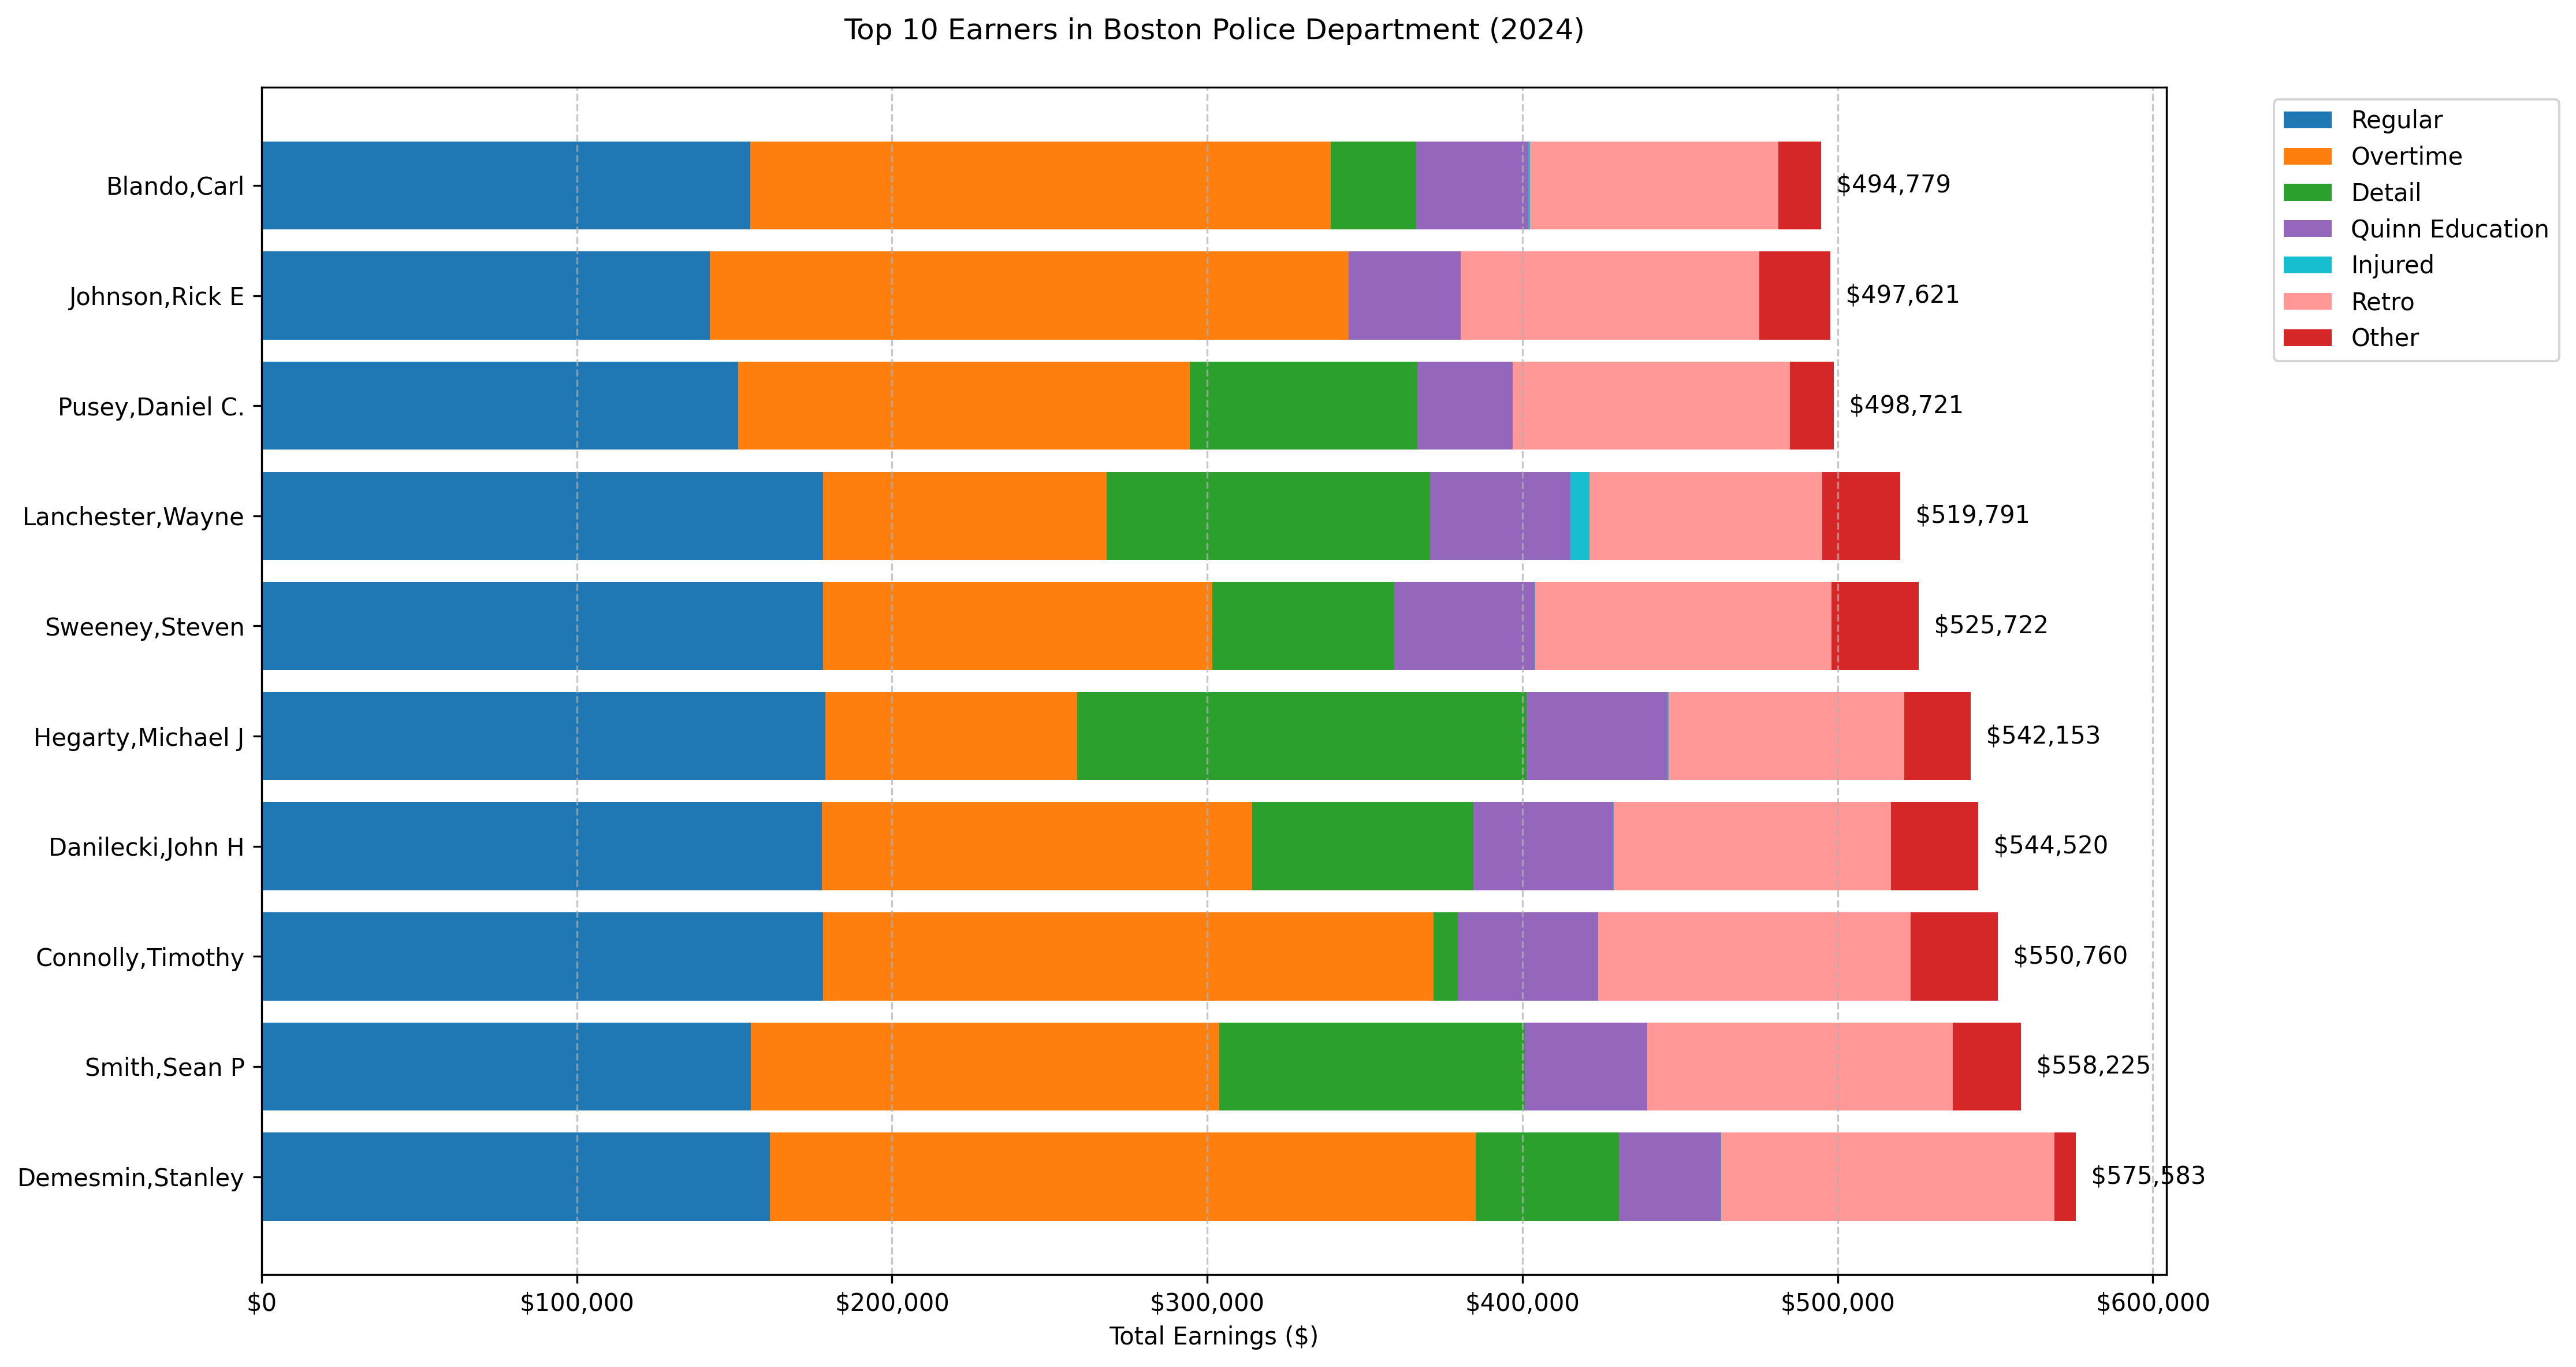 Top 10 Earners in Boston Police Department (2024)
Blando,Carl
$494,779
Johnson,Rick E
$497,621
Pusey,Daniel C.
$498,721
Lanchester,Wayne
$519,791
Sweeney,Steven
$525,722
Hegarty,Michael J
$542,153
Danilecki,John H
$544,520
Connolly,Timothy
$550,760
Smith,Sean P
$558,225
Demesmin,Stanley
$575,583
$0
$100,000
$200,000
$300,000
$400,000
$500,000
$600,000
Total Earnings ($)
Regular
Overtime
Detail
Quinn Education
Injured
Retro
Other